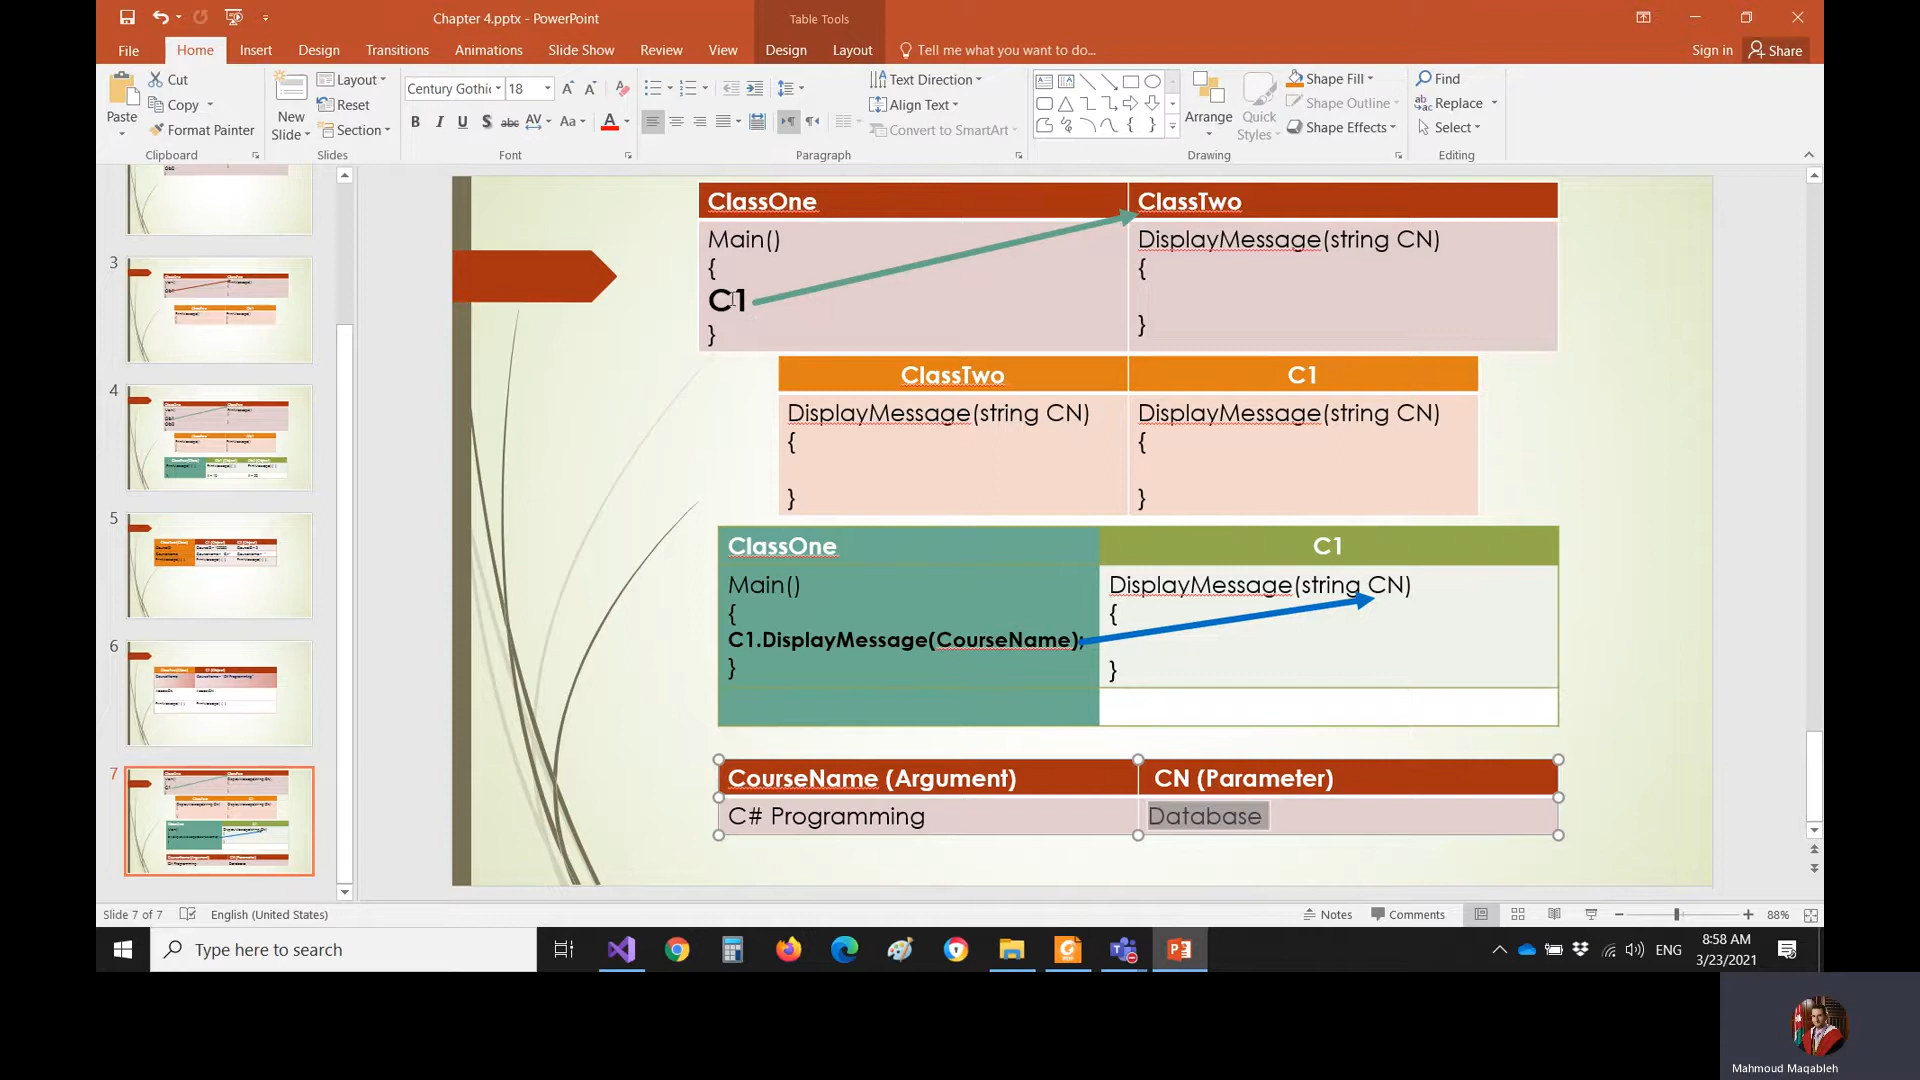 Chapter 4.pptx - PowerPoint
Table Tools
File
Home
Insert
Design
Transitions
Animations
Slide Show
Review
View
Design
Layout
Tell me what you want to do...
Sign in
Share
Paste
Cut
Copy
Format Painter
Clipboard
New Slide
Layout
Reset
Section
Slides
Century Gothic
18
Font
Text Direction
Align Text
Convert to SmartArt
Paragraph
Arrange
Quick Styles
Shape Fill
Shape Outline
Shape Effects
Drawing
Find
Replace
Select
Editing
3
4
5
6
7
ClassOne
ClassTwo
Main()
{
C1
}
DisplayMessage(string CN)
{
}
ClassTwo
C1
DisplayMessage(string CN)
{
}
DisplayMessage(string CN)
{
}
ClassOne
C1
Main()
{
C1.DisplayMessage(CourseName);
}
DisplayMessage(string CN)
{
}
CourseName (Argument)
CN (Parameter)
C# Programming
Database
Slide 7 of 7
English (United States)
Notes
Comments
88%
Type here to search
ENG
8:58 AM
3/23/2021
Mahmoud Maqableh